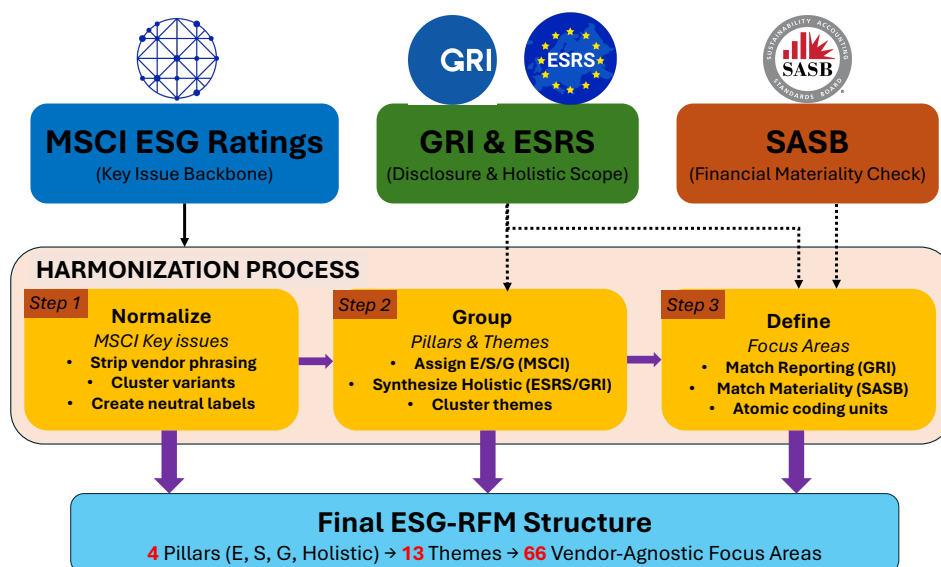 GRI
ESRS
SUSTAINABILITY ACCOUNTING
SASB
STANDARDS BOARD
®
MSCI ESG Ratings
(Key Issue Backbone)
GRI & ESRS
(Disclosure & Holistic Scope)
SASB
(Financial Materiality Check)
HARMONIZATION PROCESS
Step 1
Normalize
MSCI Key issues
• Strip vendor phrasing
• Cluster variants
• Create neutral labels
Step 2
Group
Pillars & Themes
• Assign E/S/G (MSCI)
• Synthesize Holistic (ESRS/GRI)
• Cluster themes
Step 3
Define
Focus Areas
• Match Reporting (GRI)
• Match Materiality (SASB)
• Atomic coding units
Final ESG-RFM Structure
4 Pillars (E, S, G, Holistic) → 13 Themes → 66 Vendor-Agnostic Focus Areas